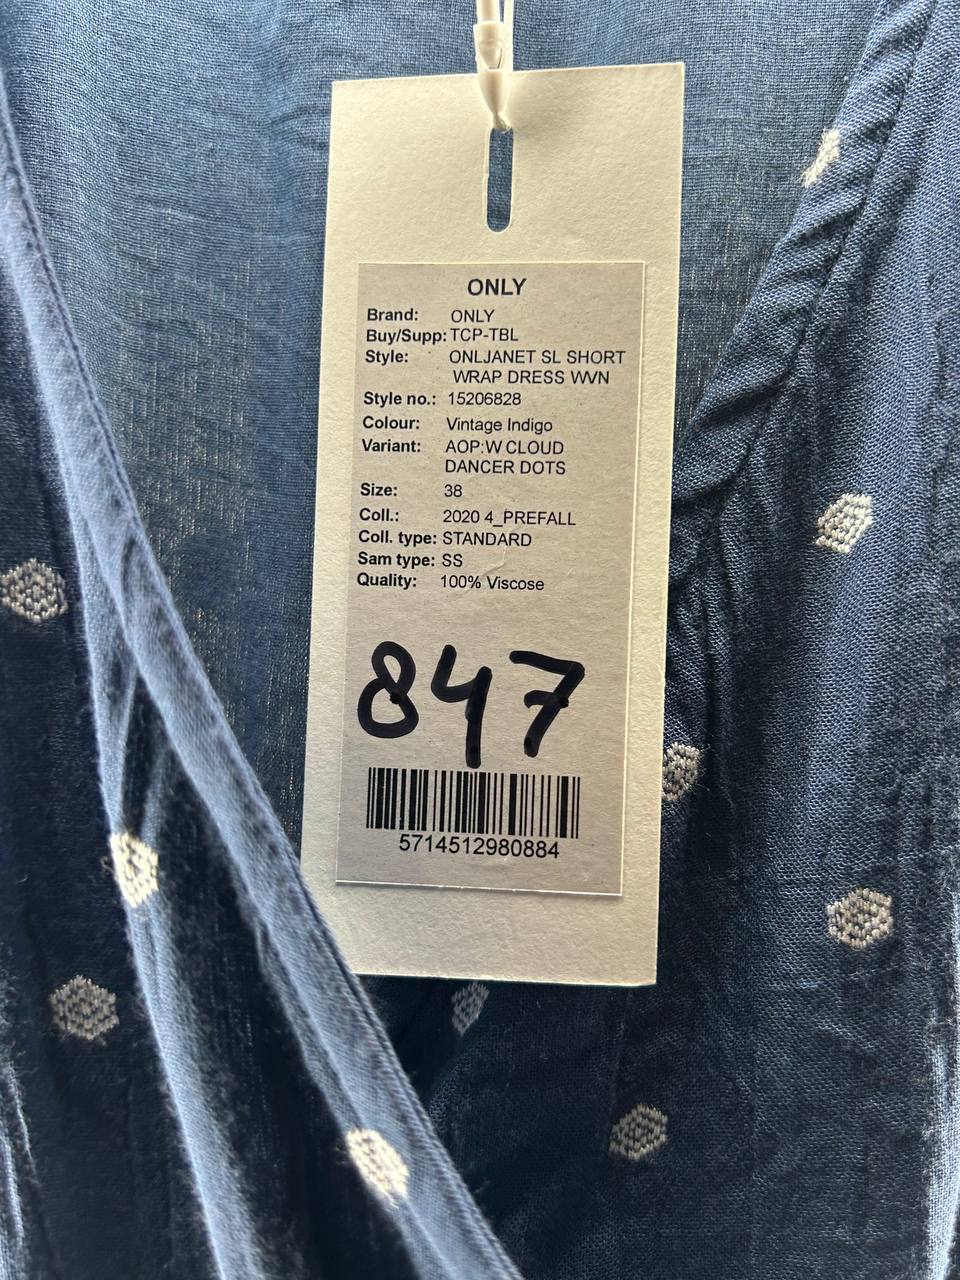 ONLY
Brand: ONLY
Buy/Supp: TCP-TBL
Style: ONLJANET SL SHORT
WRAP DRESS WVN
Style no.: 15206828
Colour: Vintage Indigo
Variant: AOP:W CLOUD
DANCER DOTS
Size: 38
Coll.: 2020 4_PREFALL
Coll. type: STANDARD
Sam type: SS
Quality: 100% Viscose
847
5714512980884